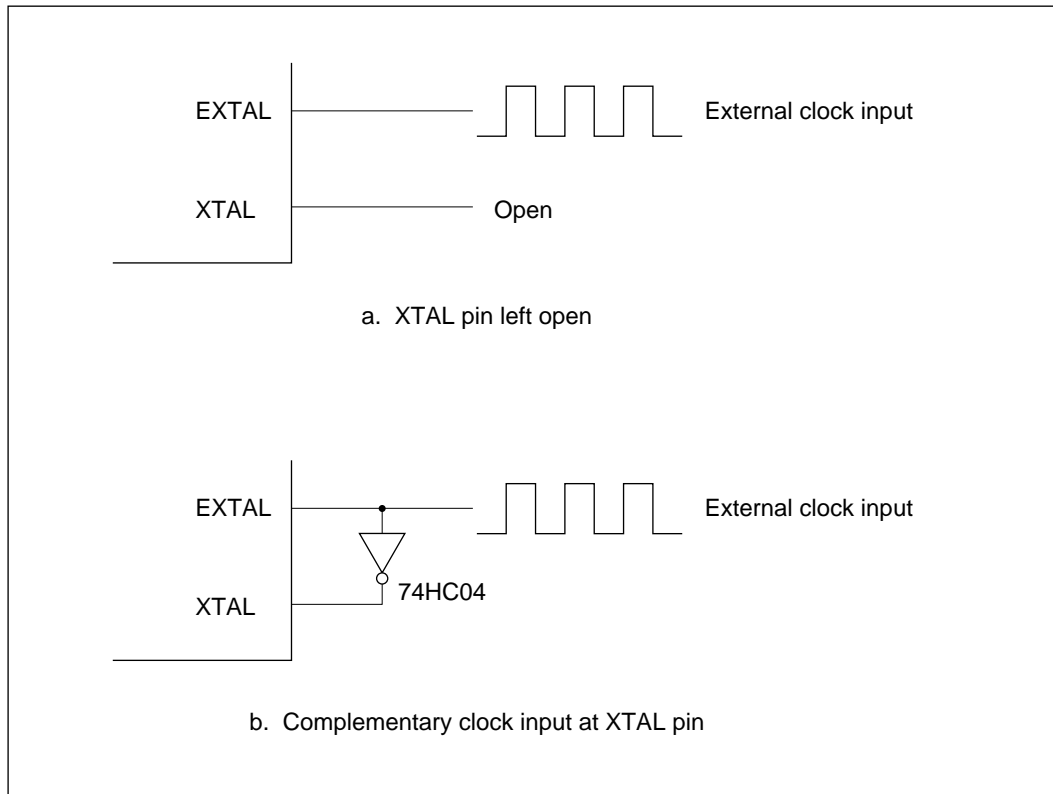 EXTAL
External clock input
XTAL
Open
a. XTAL pin left open
EXTAL
External clock input
74HC04
XTAL
b. Complementary clock input at XTAL pin